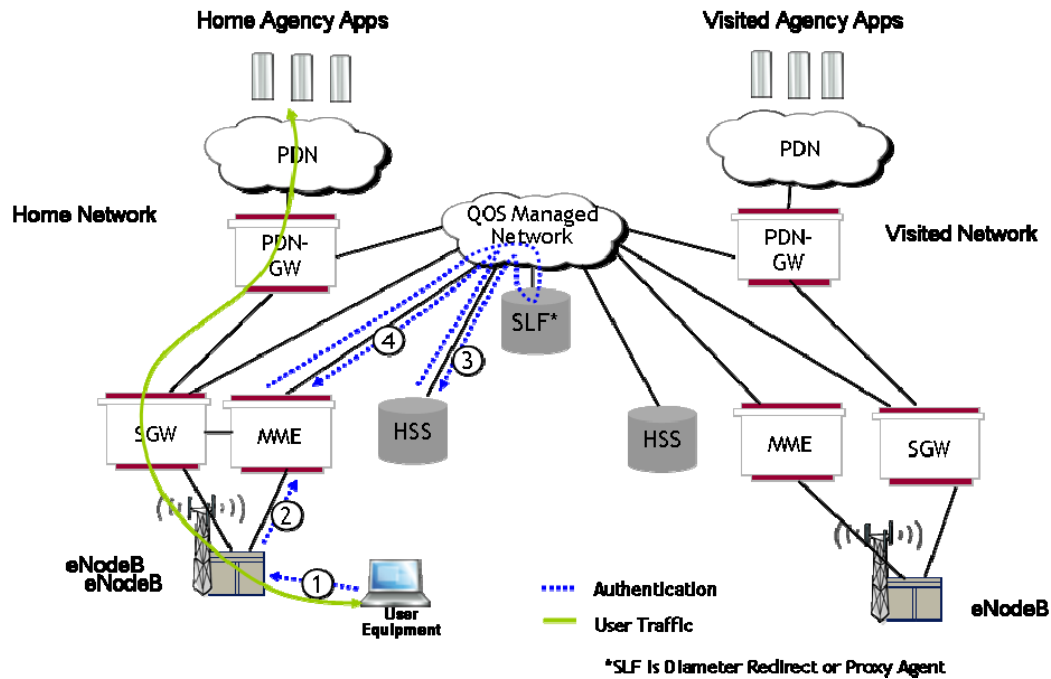 Home Agency Apps
Visited Agency Apps
PDN
PDN
Home Network
QOS Managed
Network
Visited Network
PDN-
GW
PDN-
GW
SLF*
4
3
SGW
MME
HSS
HSS
MME
SGW
2
eNodeB
eNodeB
1
User
Equipment
Authentication
User Traffic
eNodeB
*SLF is Diameter Redirect or Proxy Agent